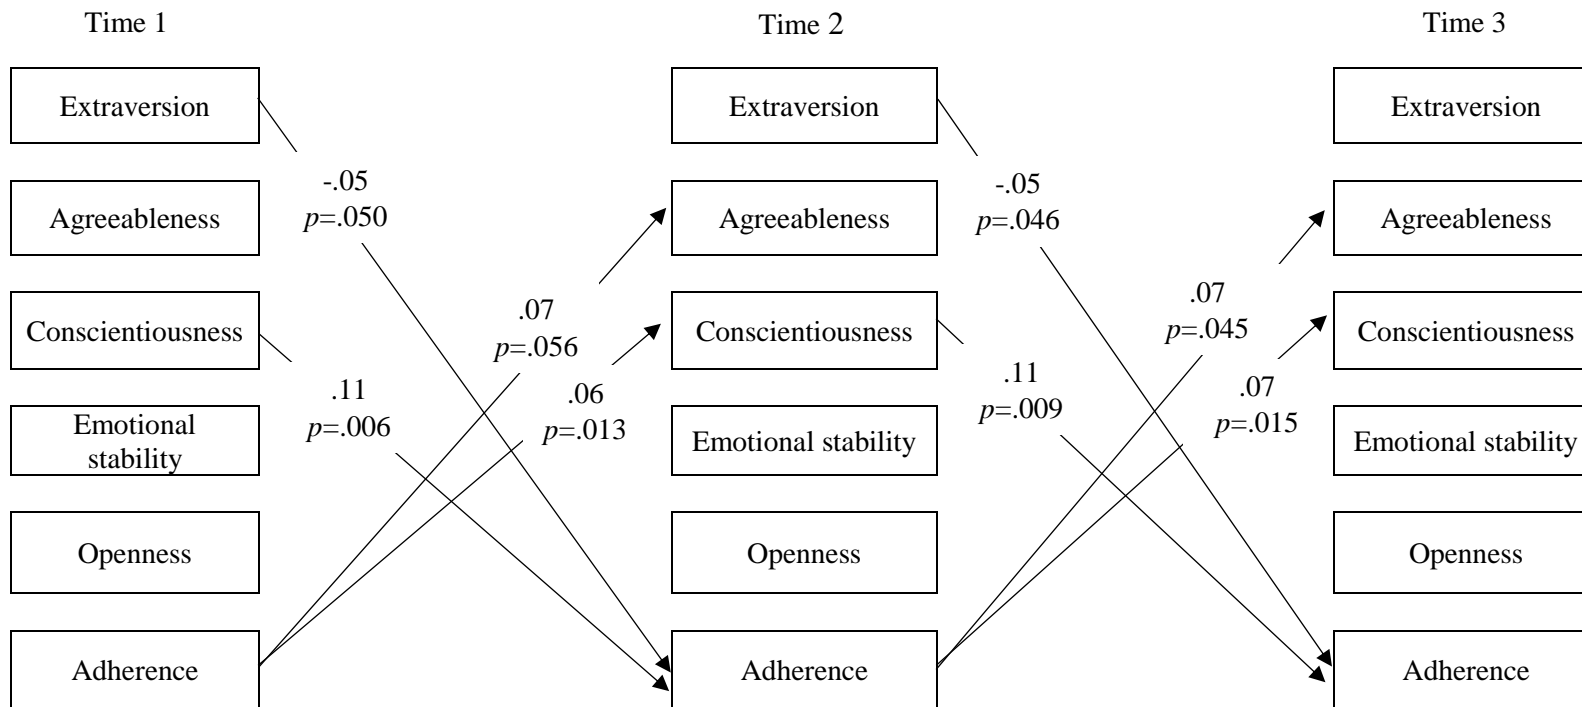 Time 1
Time 2
Time 3
Extraversion
Extraversion
Extraversion
-.05
p=.050
-.05
p=.046
Agreeableness
Agreeableness
Agreeableness
.07
p=.056
.07
p=.045
Conscientiousness
Conscientiousness
Conscientiousness
.11
p=.006
.06
p=.013
.11
p=.009
.07
p=.015
Emotional
stability
Emotional stability
Emotional stability
Openness
Openness
Openness
Adherence
Adherence
Adherence